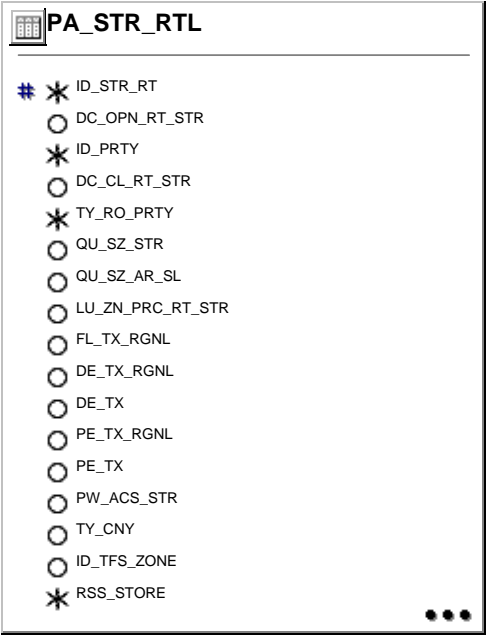 PA_STR_RTL
# * ID_STR_RT
○ DC_OPN_RT_STR
* ID_PRTY
○ DC_CL_RT_STR
* TY_RO_PRTY
○ QU_SZ_STR
○ QU_SZ_AR_SL
○ LU_ZN_PRC_RT_STR
○ FL_TX_RGNL
○ DE_TX_RGNL
○ DE_TX
○ PE_TX_RGNL
○ PE_TX
○ PW_ACS_STR
○ TY_CNY
○ ID_TFS_ZONE
* RSS_STORE